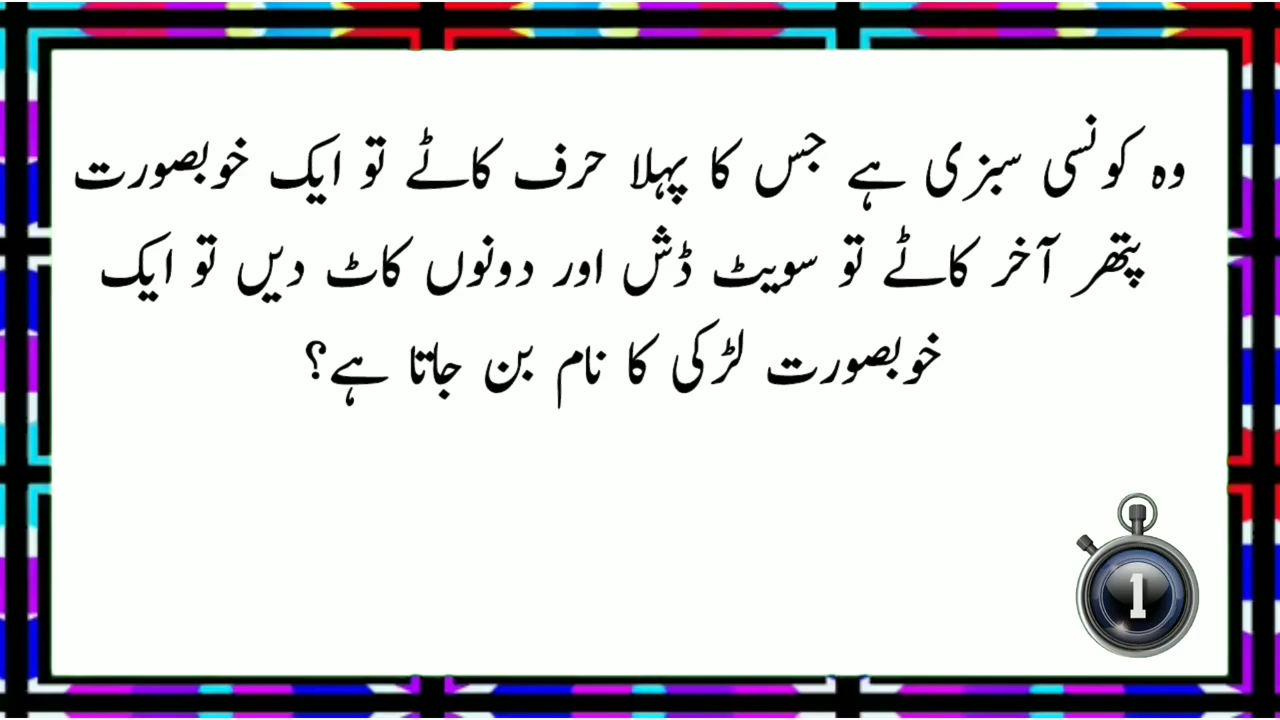 وہ کونسی سبزی ہے جس کا پہلا حرف کاٹے تو ایک خوبصورت
پتھر آخر کاٹے تو سویٹ ڈش اور دونوں کاٹ دیں تو ایک
خوبصورت لڑکی کا نام بن جاتا ہے؟
1